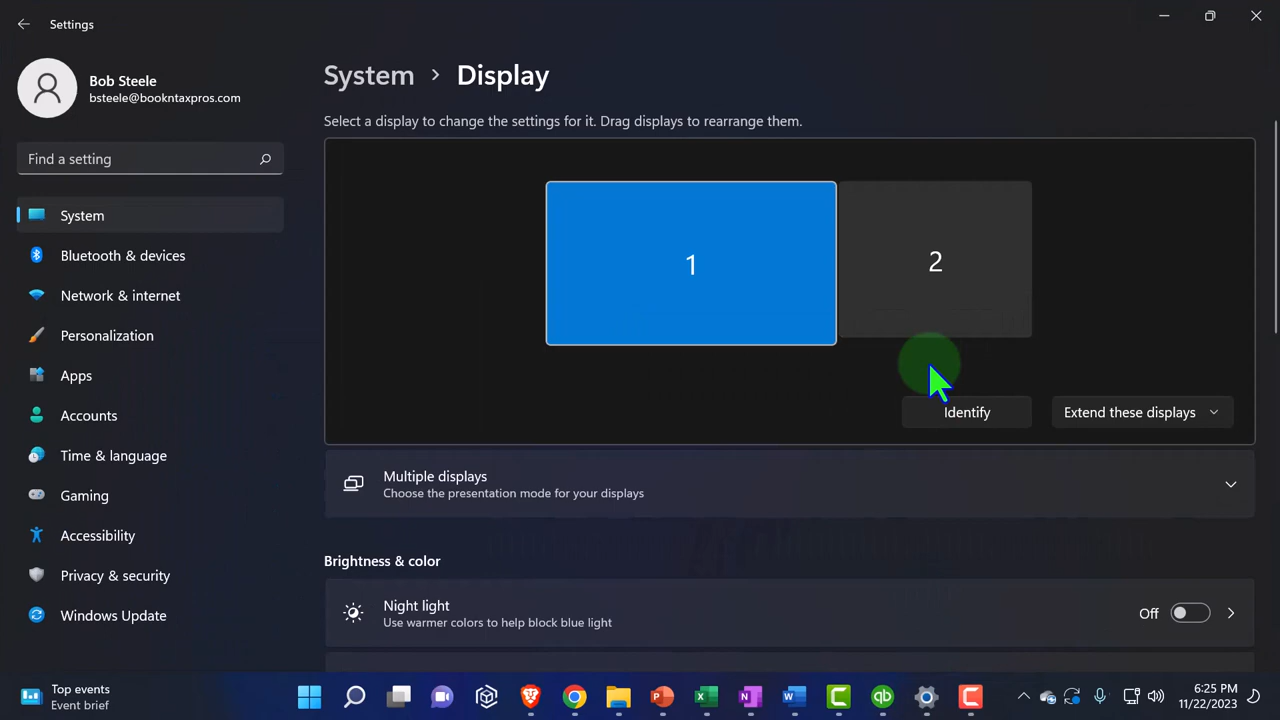 Settings
Bob Steele
bsteele@bookntaxpros.com
Find a setting
System
Bluetooth & devices
Network & internet
Personalization
Apps
Accounts
Time & language
Gaming
Accessibility
Privacy & security
Windows Update
System > Display
Select a display to change the settings for it. Drag displays to rearrange them.
1
2
Identify
Extend these displays
Multiple displays
Choose the presentation mode for your displays
Brightness & color
Night light
Use warmer colors to help block blue light
Off
Top events
Event brief
6:25 PM
11/22/2023